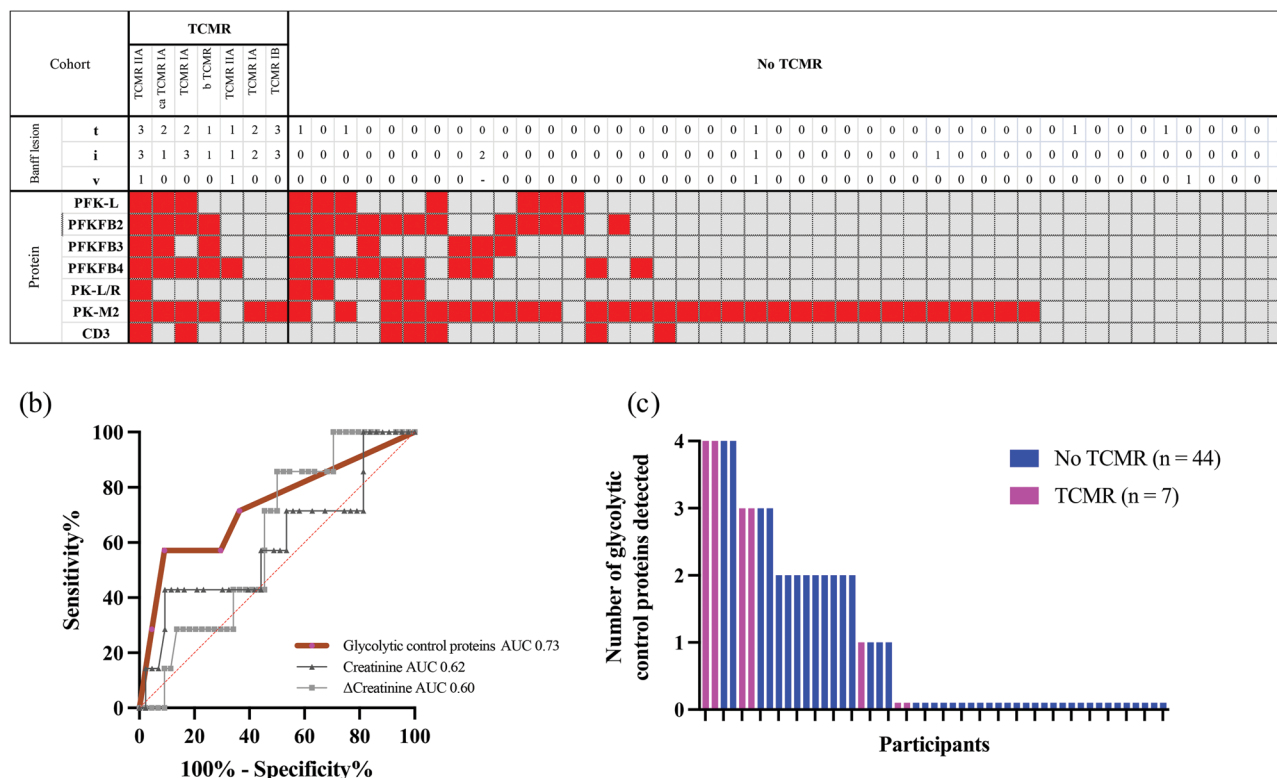 Cohort
TCMR
No TCMR
TCMR IIA
ca TCMR IA
TCMR IA
b TCMR
TCMR IIA
TCMR IA
TCMR IB
Banff lesion
t 3 2 2 1 1 2 3 1 0 1 0 0 0 0 0 0 0 0 0 0 0 0 0 0 0 0 0 1 0 0 0 0 0 0 0 0 0 0 0 0 0 1 0 0 0 1 0 0 0 0
i 3 1 3 1 1 2 3 0 0 0 0 0 0 0 0 2 0 0 0 0 0 0 0 0 0 0 0 1 0 0 0 0 0 0 0 1 0 0 0 0 0 0 0 0 0 0 0 0 0 0
v 1 0 0 0 1 0 0 0 0 0 0 0 0 0 0 - 0 0 0 0 0 0 0 0 0 0 0 1 0 0 0 0 0 0 0 0 0 0 0 0 0 0 0 0 0 0 1 0 0 0
Protein
PFK-L
PFKFB2
PFKFB3
PFKFB4
PK-L/R
PK-M2
CD3
(b)
Sensitivity%
100
80
60
40
20
0
0 20 40 60 80 100
100% - Specificity%
Glycolytic control proteins AUC 0.73
Creatinine AUC 0.62
ΔCreatinine AUC 0.60
(c)
Number of glycolytic
control proteins detected
4
3
2
1
0
No TCMR (n = 44)
TCMR (n = 7)
Participants